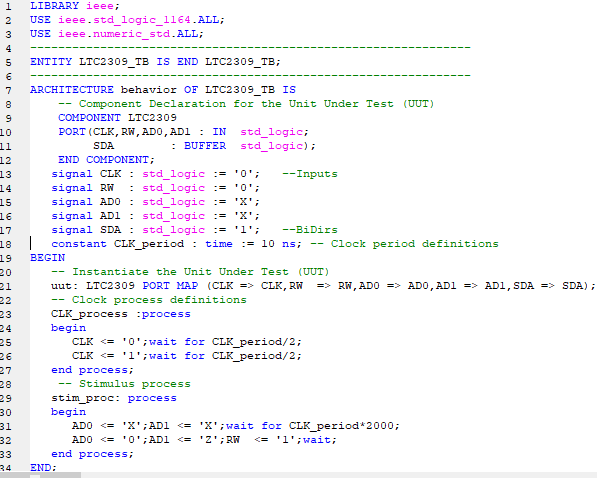 1 LIBRARY ieee;
2 USE ieee.std_logic_1164.ALL;
3 USE ieee.numeric_std.ALL;
4 ---------------------------------------------------------------
5 ENTITY LTC2309_TB IS END LTC2309_TB;
6 ---------------------------------------------------------------
7 ARCHITECTURE behavior OF LTC2309_TB IS
8     -- Component Declaration for the Unit Under Test (UUT)
9     COMPONENT LTC2309
10     PORT(CLK,RW,AD0,AD1 : IN  std_logic;
11          SDA        : BUFFER  std_logic);
12     END COMPONENT;
13    signal CLK : std_logic := '0';   --Inputs
14    signal RW  : std_logic := '0';
15    signal AD0 : std_logic := 'X';
16    signal AD1 : std_logic := 'X';
17    signal SDA : std_logic := '1';   --BiDirs
18    constant CLK_period : time := 10 ns; -- Clock period definitions
19 BEGIN
20    -- Instantiate the Unit Under Test (UUT)
21    uut: LTC2309 PORT MAP (CLK => CLK,RW  => RW,AD0 => AD0,AD1 => AD1,SDA => SDA);
22    -- Clock process definitions
23    CLK_process :process
24    begin
25       CLK <= '0';wait for CLK_period/2;
26       CLK <= '1';wait for CLK_period/2;
27    end process;
28     -- Stimulus process
29    stim_proc: process
30    begin
31       AD0 <= 'X';AD1 <= 'X';wait for CLK_period*2000;
32       AD0 <= '0';AD1 <= 'Z';RW  <= '1';wait;
33    end process;
34 END;